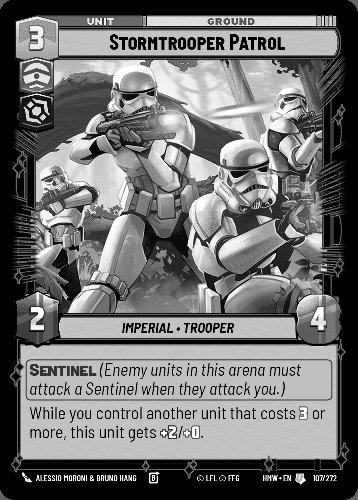 UNIT
GROUND
3
STORMTROOPER PATROL
2
4
IMPERIAL • TROOPER
SENTINEL (Enemy units in this arena must
attack a Sentinel when they attack you.)
While you control another unit that costs 3 or
more, this unit gets +2/+0.
ALESSIO MORONI & BRUNO HANG
© LFL © FFG
HMW • EN
107/272